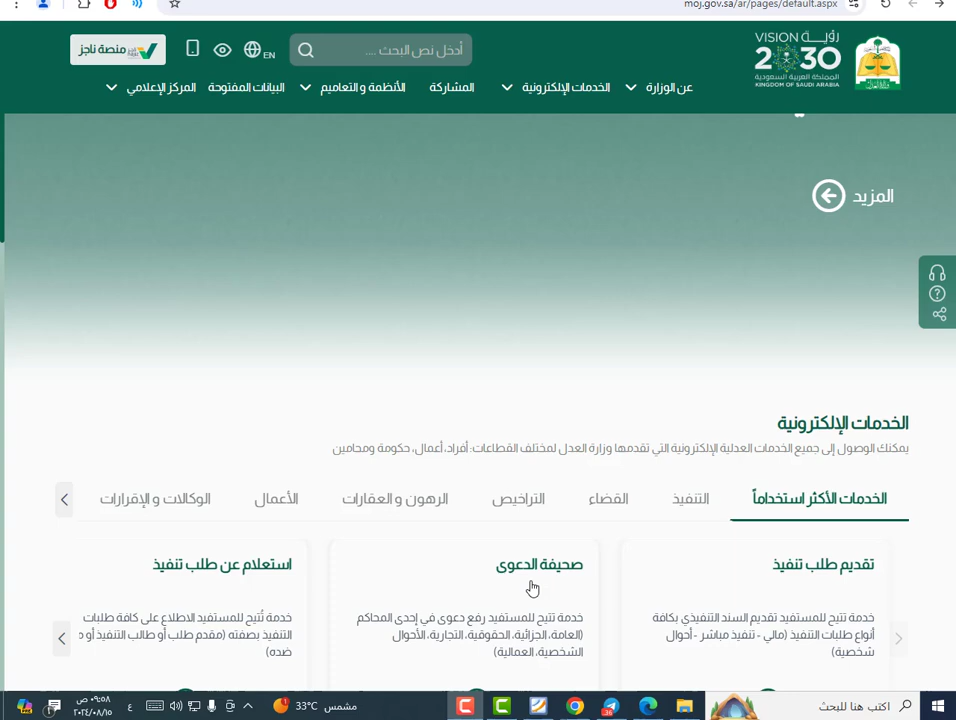 moj.gov.sa/ar/pages/default.aspx
رؤيــة VISION
2030
المملكة العربية السعودية
KINGDOM OF SAUDI ARABIA
أدخل نص البحث ....
EN
منصة ناجز
عن الوزارة
الخدمات الإلكترونية
المشاركة
الأنظمة و التعاميم
البيانات المفتوحة
المركز الإعلامي
المزيد
الخدمات الإلكترونية
يمكنك الوصول إلى جميع الخدمات العدلية الإلكترونية التي تقدمها وزارة العدل لمختلف القطاعات: أفراد، أعمال، حكومة ومحامين
الخدمات الأكثر استخداماً
التنفيذ
القضاء
التراخيص
الرهون و العقارات
الأعمال
الوكالات و الإقرارات
تقديم طلب تنفيذ
خدمة تتيح للمستفيد تقديم السند التنفيذي بكافة
أنواع طلبات التنفيذ (مالي - تنفيذ مباشر - أحوال
شخصية)
صحيفة الدعوى
خدمة تتيح للمستفيد رفع دعوى في إحدى المحاكم
(العامة، الجزائية، الحقوقية، التجارية، الأحوال
الشخصية، العمالية)
استعلام عن طلب تنفيذ
خدمة تُتيح للمستفيد الاطلاع على كافة طلبات
التنفيذ بصفته (مقدم طلب أو طالب التنفيذ أو م
ضده)
اكتب هنا للبحث
36
33°C مشمس
ع
٠٩:٥٨ ص
٢٠٢٤/٠٨/١٥
1